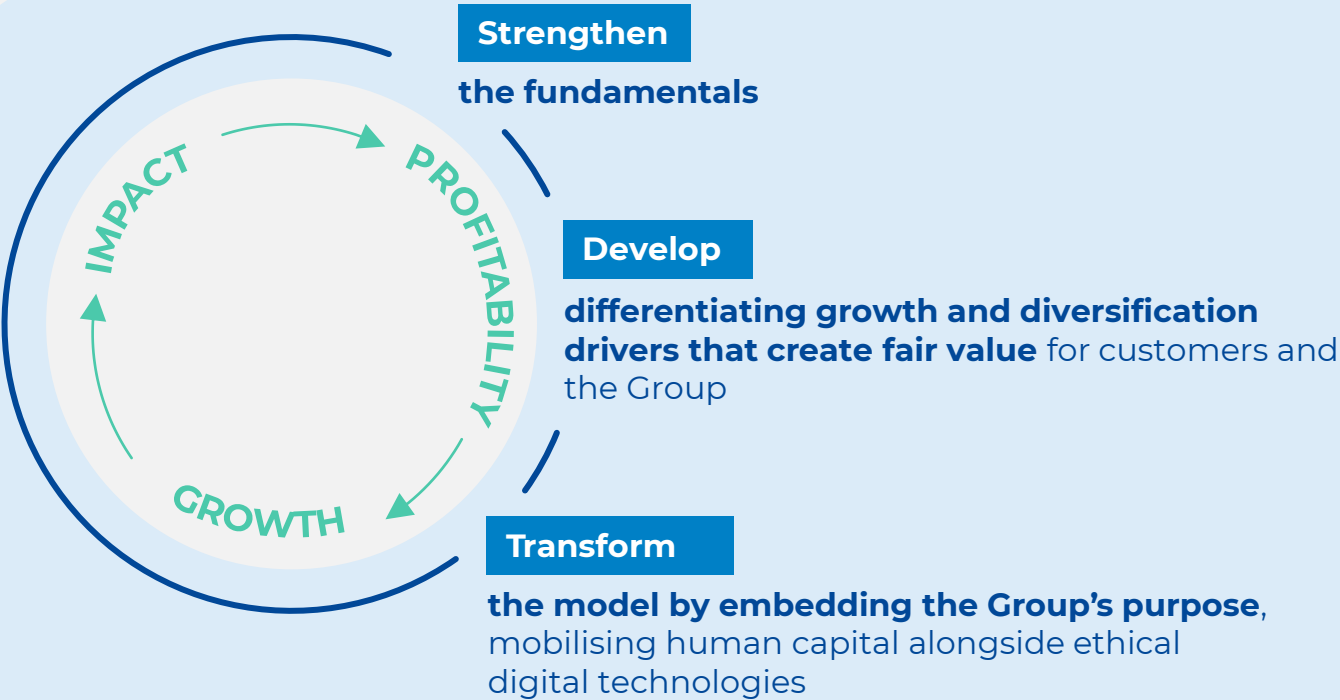 Strengthen
the fundamentals
IMPACT
PROFITABILITY
GROWTH
Develop
differentiating growth and diversification
drivers that create fair value for customers and
the Group
Transform
the model by embedding the Group’s purpose,
mobilising human capital alongside ethical
digital technologies